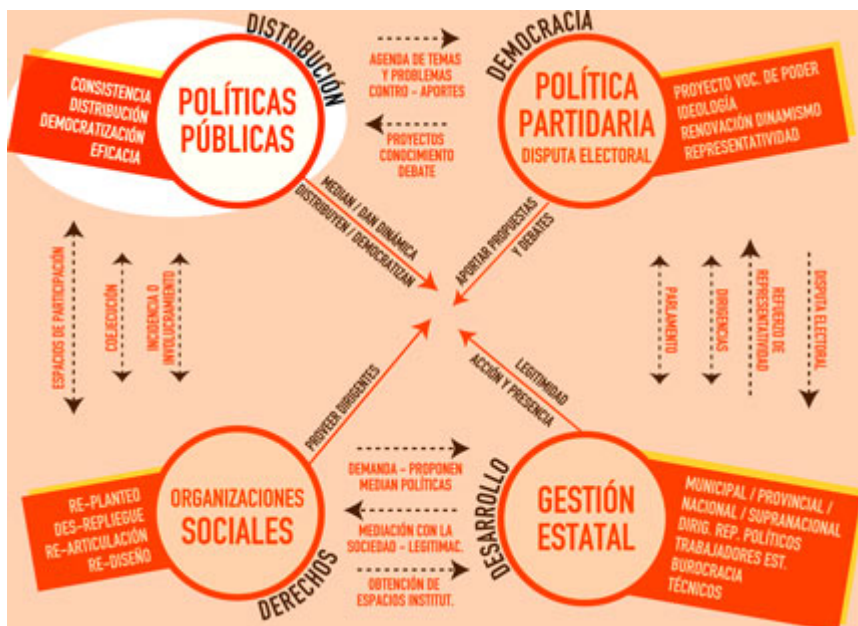 DISTRIBUCIÓN
CONSISTENCIA
DISTRIBUCIÓN
DEMOCRATIZACIÓN
EFICACIA
POLÍTICAS
PÚBLICAS
AGENDA DE TEMAS
Y PROBLEMAS
CONTRO - APORTES
PROYECTOS
CONOCIMIENTO
DEBATE
DEMOCRACIA
POLÍTICA
PARTIDARIA
DISPUTA ELECTORAL
PROYECTO VOC. DE PODER
IDEOLOGÍA
RENOVACIÓN DINAMISMO
REPRESENTATIVIDAD
MEDIAN / DAN DINÁMICA
DISTRIBUYEN / DEMOCRATIZAN
APORTAR PROPUESTAS
Y DEBATES
ESPACIOS DE PARTICIPACIÓN
COEJECUCIÓN
INCIDENCIA O
INVOLUCRAMIENTO
PARLAMENTO
DIRIGENCIAS
REFUERZO DE
REPRESENTATIVIDAD
DISPUTA ELECTORAL
PROVEER DIRIGENTES
LEGITIMIDAD
ACCIÓN Y PRESENCIA
RE-PLANTEO
DES-REPLIEGUE
RE-ARTICULACIÓN
RE-DISEÑO
ORGANIZACIONES
SOCIALES
DERECHOS
DEMANDA - PROPONEN
MEDIAN POLÍTICAS
MEDIACIÓN CON LA
SOCIEDAD - LEGITIMAC.
OBTENCIÓN DE
ESPACIOS INSTITUT.
DESARROLLO
GESTIÓN
ESTATAL
MUNICIPAL / PROVINCIAL /
NACIONAL / SUPRANACIONAL
DIRIG. REP. POLÍTICOS
TRABAJADORES EST.
BUROCRACIA
TÉCNICOS